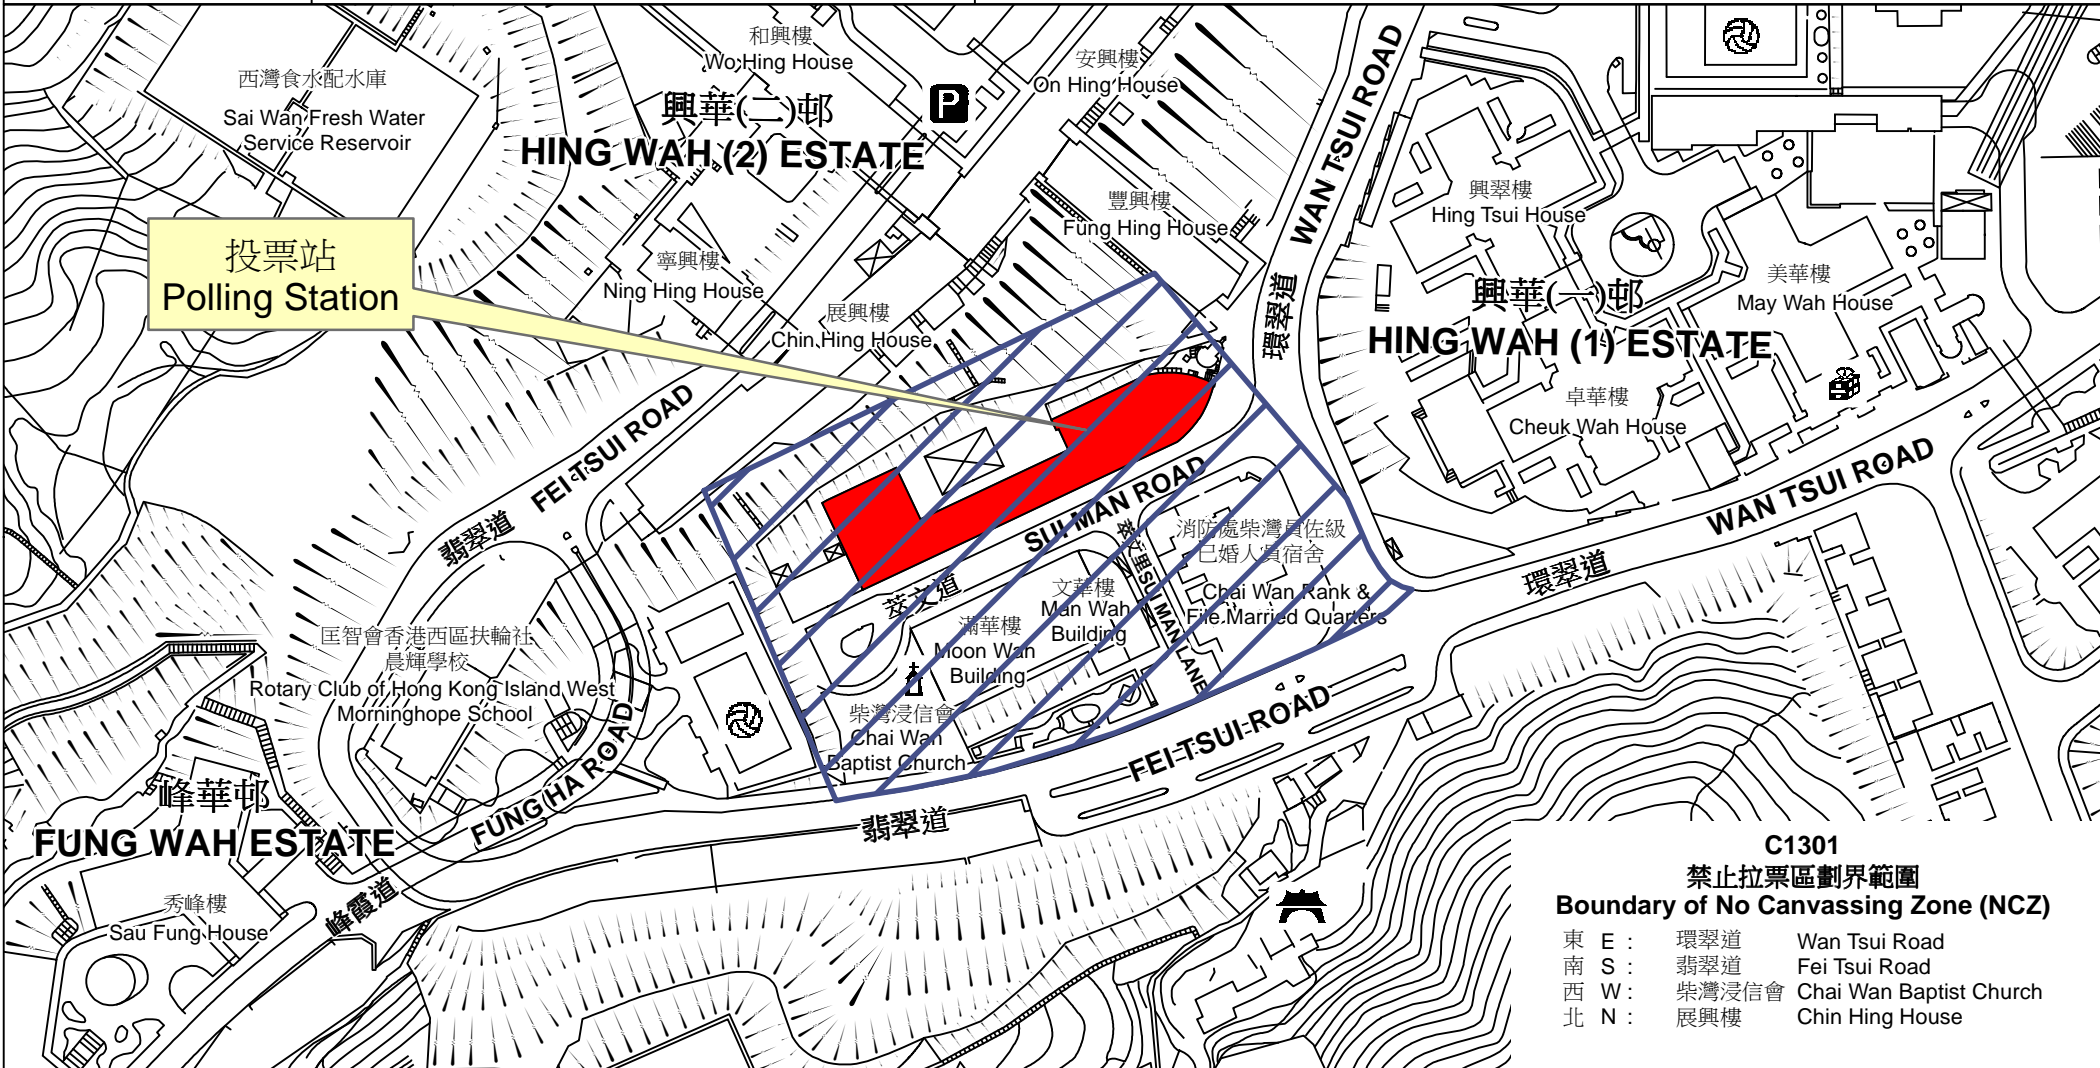 和興樓
Wo Hing House
安興樓
On Hing House
西灣食水配水庫
Sai Wan Fresh Water
Service Reservoir
興華(二)邨
HING WAH (2) ESTATE
P
WAN TSUI ROAD
環翠道
豐興樓
Fung Hing House
興翠樓
Hing Tsui House
投票站
Polling Station
寧興樓
Ning Hing House
展興樓
Chin Hing House
興華(一)邨
HING WAH (1) ESTATE
美華樓
May Wah House
卓華樓
Cheuk Wah House
翡翠道
FEI TSUI ROAD
SUI MAN ROAD
萃文道
萃文里
SUI MAN LANE
消防處柴灣員佐級
已婚人員宿舍
Chai Wan Rank &
File Married Quarters
WAN TSUI ROAD
環翠道
文華樓
Man Wah
Building
滿華樓
Moon Wah
Building
匡智會香港西區扶輪社
晨輝學校
Rotary Club of Hong Kong Island West
Morninghope School
柴灣浸信會
Chai Wan
Baptist Church
FEI TSUI ROAD
翡翠道
FUNG HA ROAD
峰霞道
峰華邨
FUNG WAH ESTATE
秀峰樓
Sau Fung House
C1301
禁止拉票區劃界範圍
Boundary of No Canvassing Zone (NCZ)
東 E : 環翠道 Wan Tsui Road
南 S : 翡翠道 Fei Tsui Road
西 W : 柴灣浸信會 Chai Wan Baptist Church
北 N : 展興樓 Chin Hing House